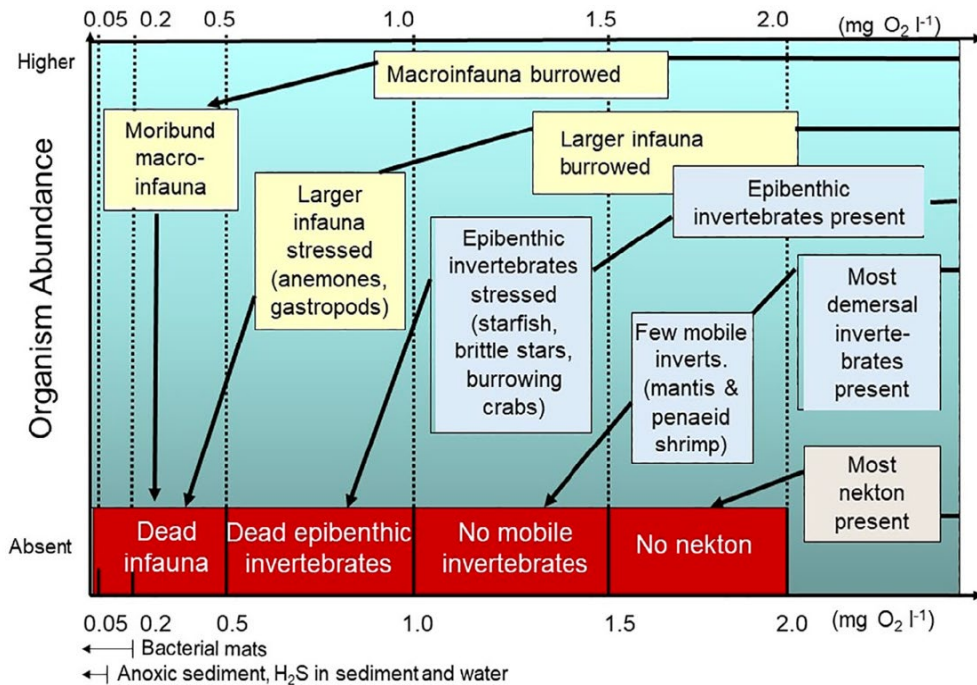 0.05 0.2 0.5 1.0 1.5 2.0 (mg O₂ l⁻¹)
Higher
Organism Abundance
Absent
Macroinfauna burrowed
Moribund
macro-
infauna
Larger infauna
burrowed
Larger
infauna
stressed
(anemones,
gastropods)
Epibenthic
invertebrates present
Epibenthic
invertebrates
stressed
(starfish,
brittle stars,
burrowing
crabs)
Most
demersal
inverte-
brates
present
Few mobile
inverts.
(mantis &
penaeid
shrimp)
Most
nekton
present
Dead
infauna
Dead epibenthic
invertebrates
No mobile
invertebrates
No nekton
0.05 0.2 0.5 1.0 1.5 2.0 (mg O₂ l⁻¹)
Bacterial mats
Anoxic sediment, H₂S in sediment and water